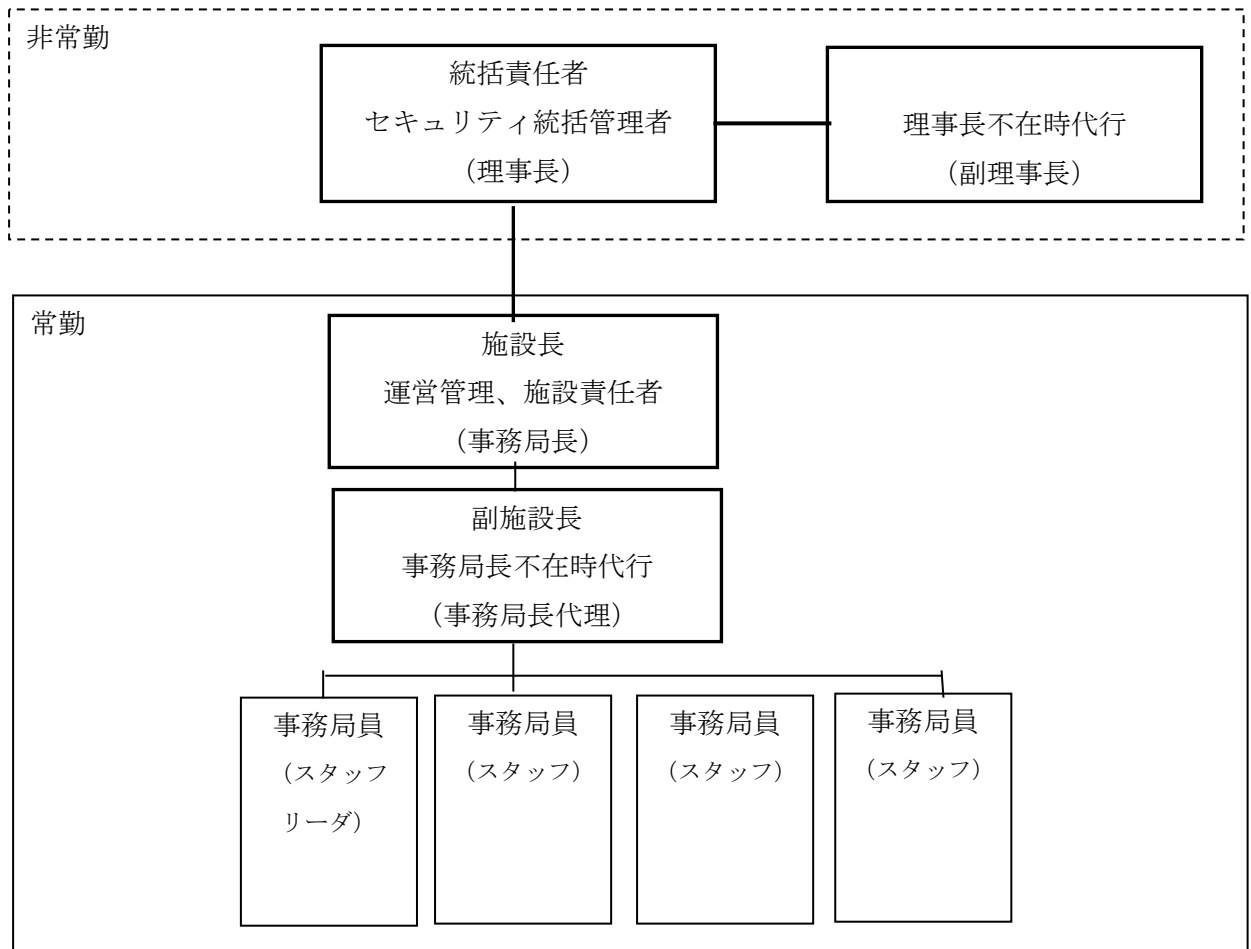 非常勤
統括責任者
セキュリティ統括管理者
（理事長）
理事長不在時代行
（副理事長）
常勤
施設長
運営管理、施設責任者
（事務局長）
副施設長
事務局長不在時代行
（事務局長代理）
事務局員
（スタッフ
リーダ）
事務局員
（スタッフ）
事務局員
（スタッフ）
事務局員
（スタッフ）